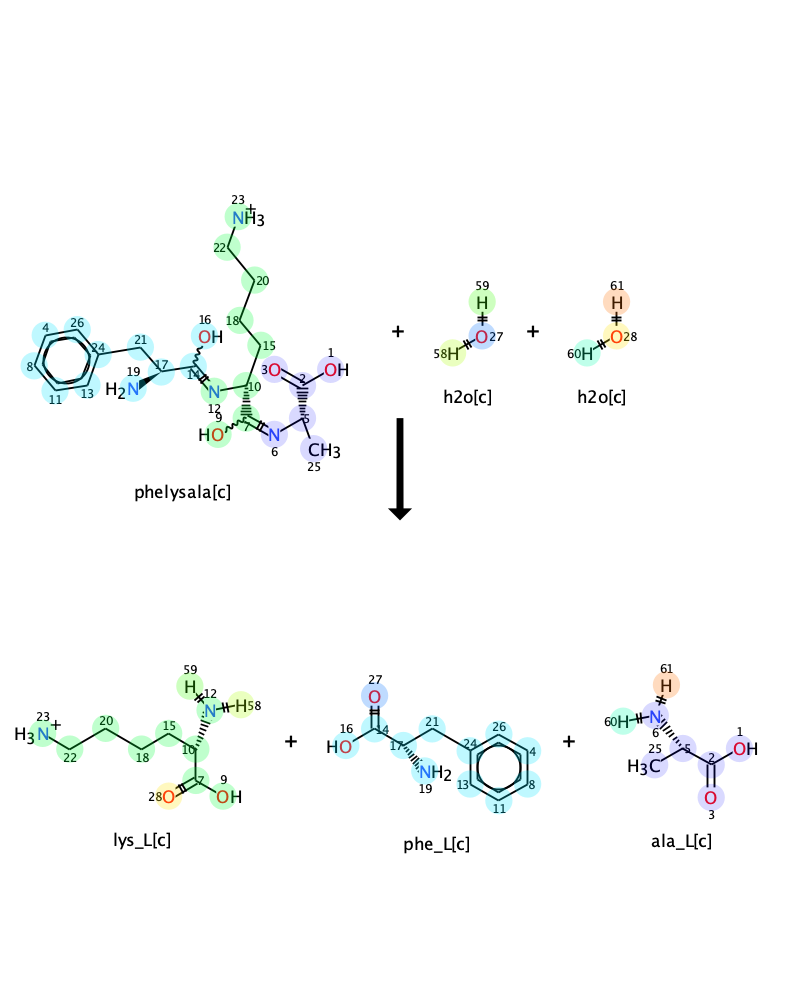 23
NH3+
22
20
18
16
OH
15
4
26
21
24
17
14
8
19
H2N
11
13
12
N
10
9
HO
7
N
6
3
O
2
1
OH
5
CH3
25
phelysala[c]
+
59
H
O
27
58
H
h2o[c]
+
61
H
O
28
60
H
h2o[c]
59
H
12
N
H
58
23
H3N+
20
15
22
18
10
7
9
28
O
OH
lys_L[c]
+
27
O
16
HO
14
21
17
24
26
4
NH2
19
13
8
11
phe_L[c]
+
61
H
60
H
N
6
25
H3C
5
2
1
OH
O
3
ala_L[c]